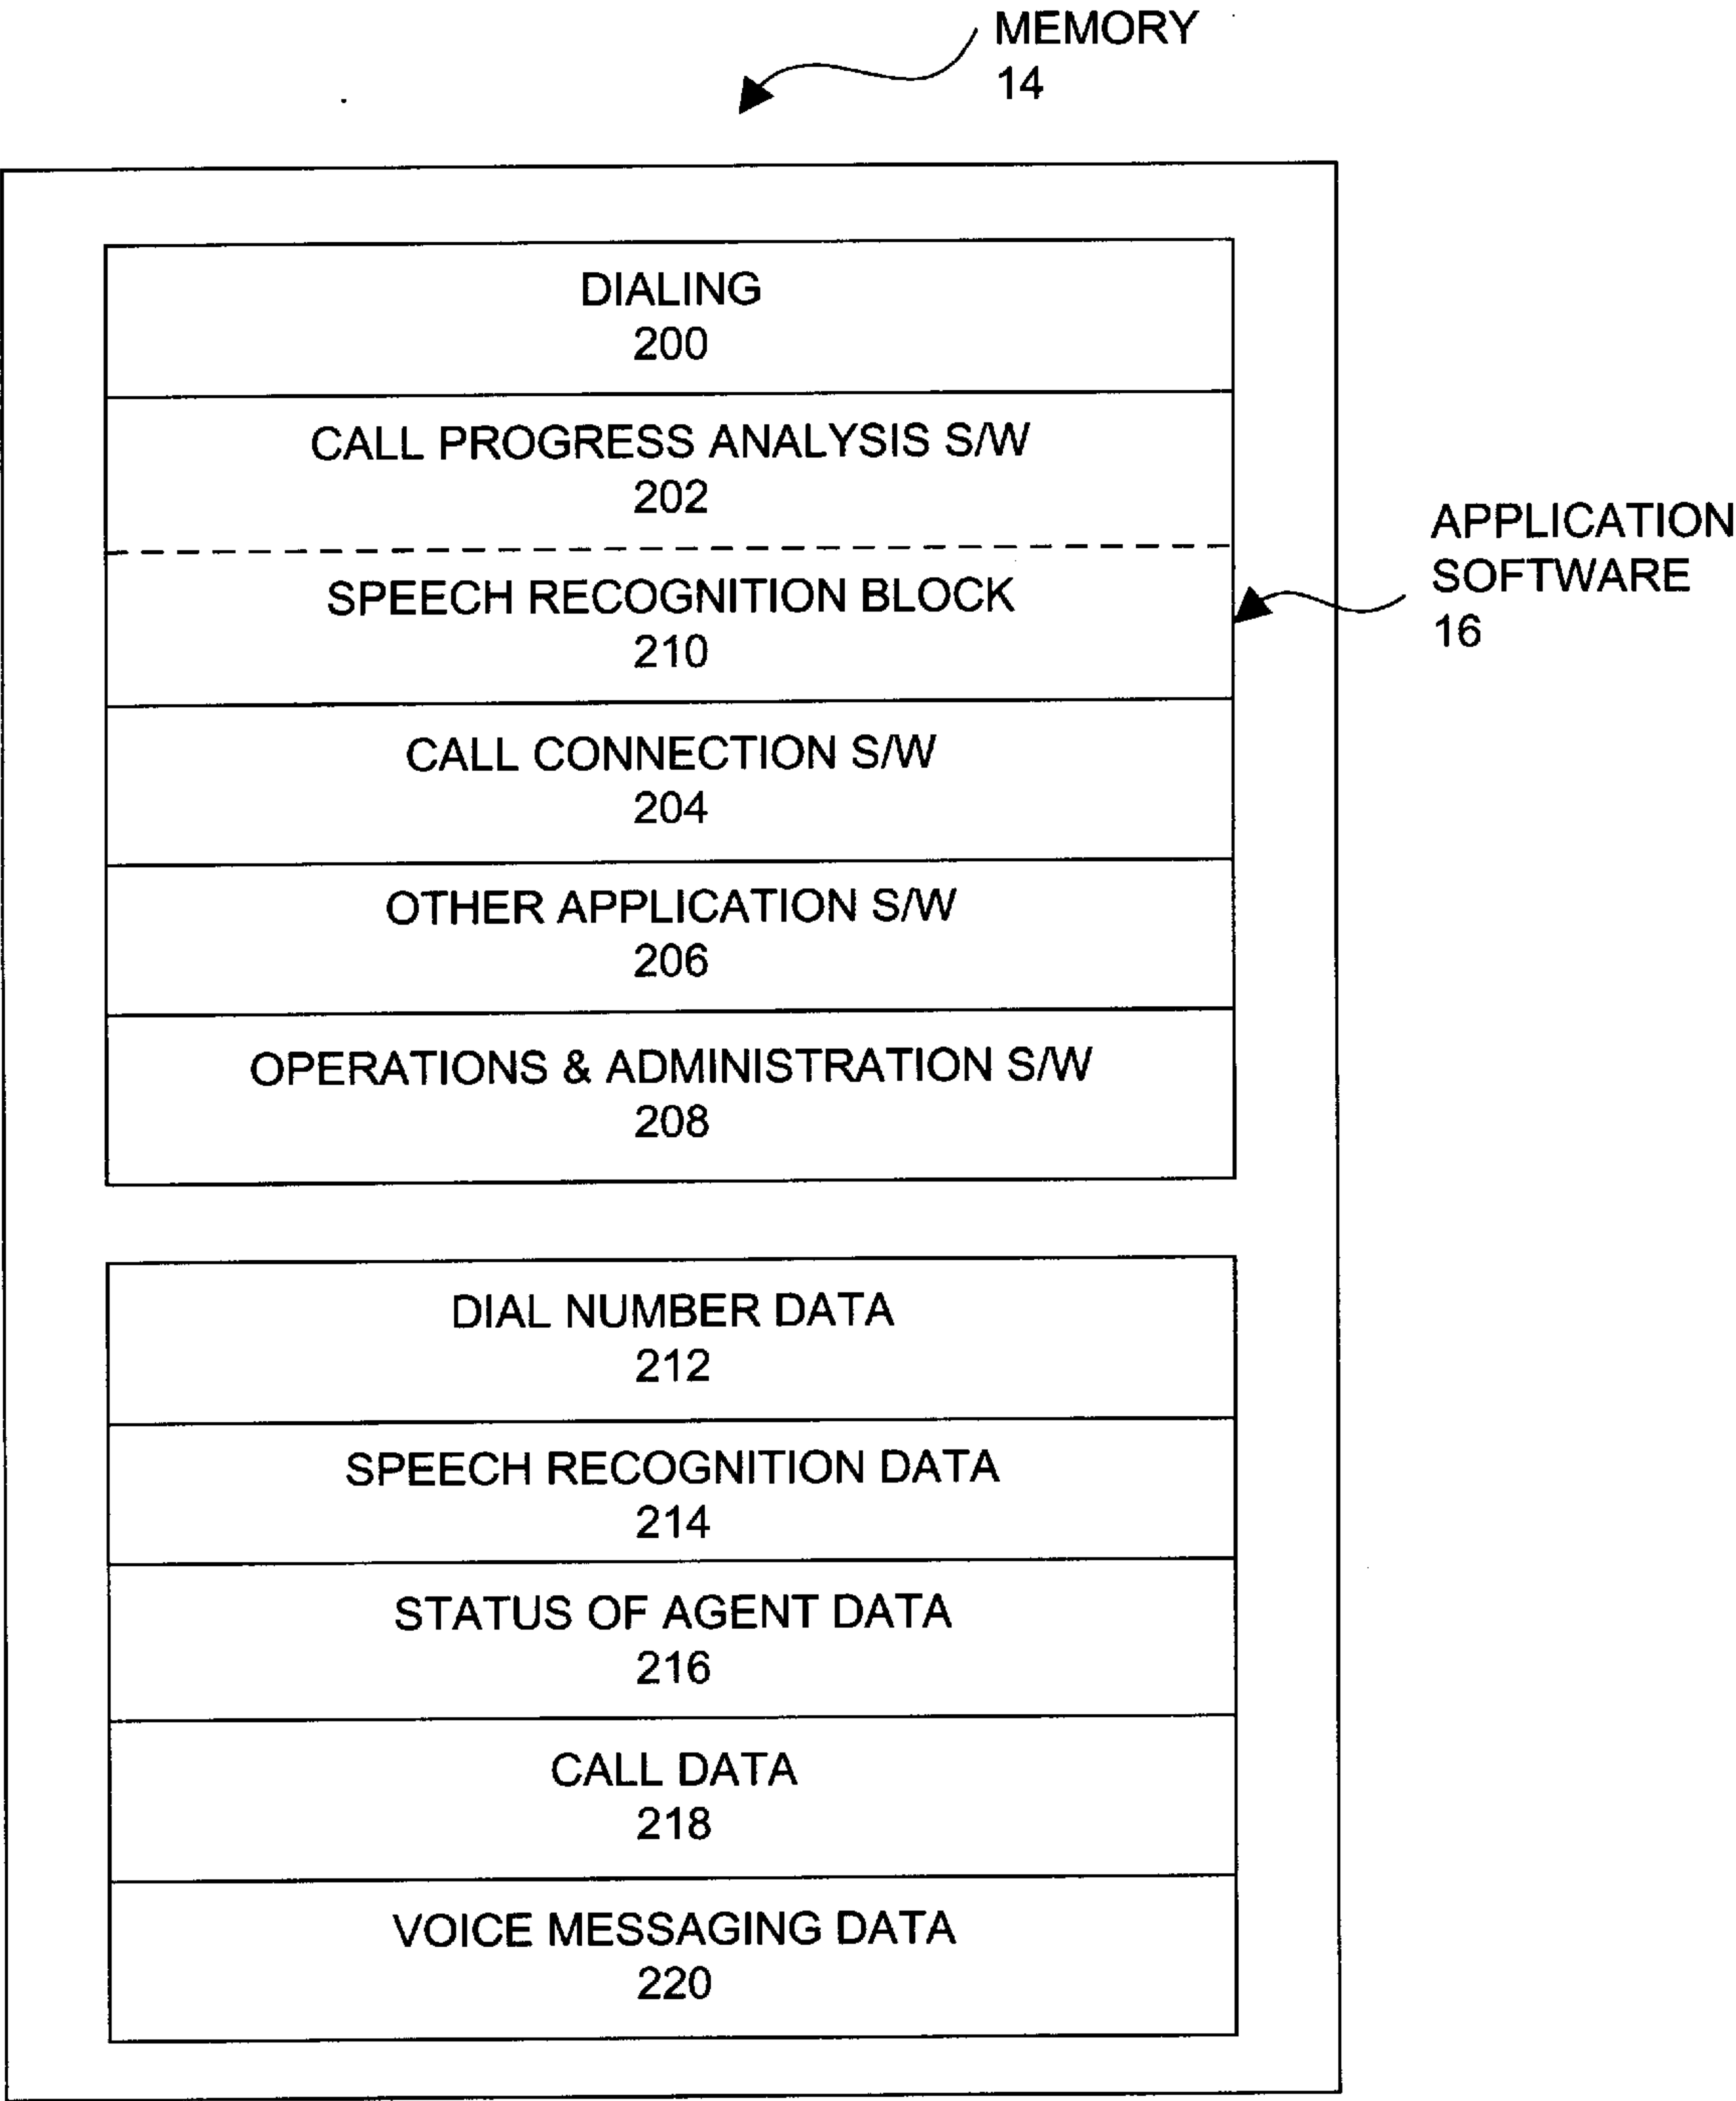 MEMORY
14
DIALING
200
CALL PROGRESS ANALYSIS S/W
202
SPEECH RECOGNITION BLOCK
210
APPLICATION
SOFTWARE
16
CALL CONNECTION S/W
204
OTHER APPLICATION S/W
206
OPERATIONS & ADMINISTRATION S/W
208
DIAL NUMBER DATA
212
SPEECH RECOGNITION DATA
214
STATUS OF AGENT DATA
216
CALL DATA
218
VOICE MESSAGING DATA
220